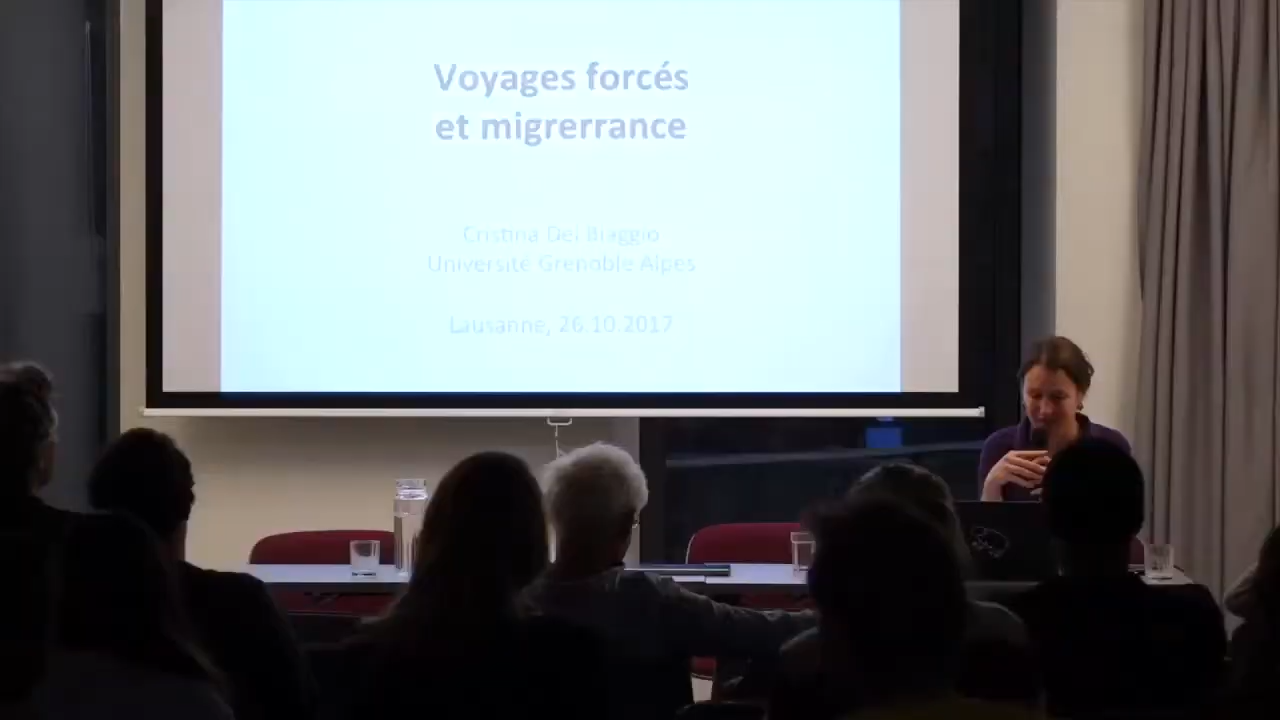 Voyages forcés
et migrerrance
Cristina Del Biaggio
Université Grenoble Alpes
Lausanne, 26.10.2017